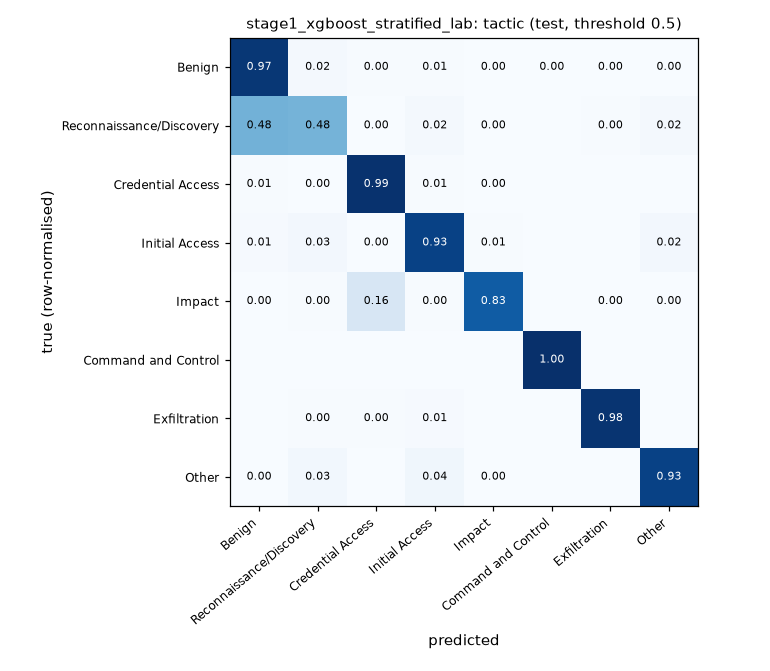 stage1_xgboost_stratified_lab: tactic (test, threshold 0.5)
true (row-normalised)
Benign 0.97 0.02 0.00 0.01 0.00 0.00 0.00 0.00
Reconnaissance/Discovery 0.48 0.48 0.00 0.02 0.00 0.00 0.02
Credential Access 0.01 0.00 0.99 0.01 0.00
Initial Access 0.01 0.03 0.00 0.93 0.01 0.02
Impact 0.00 0.00 0.16 0.00 0.83 0.00 0.00
Command and Control 1.00
Exfiltration 0.00 0.00 0.01 0.98
Other 0.00 0.03 0.04 0.00 0.93
Benign
Reconnaissance/Discovery
Credential Access
Initial Access
Impact
Command and Control
Exfiltration
Other
predicted